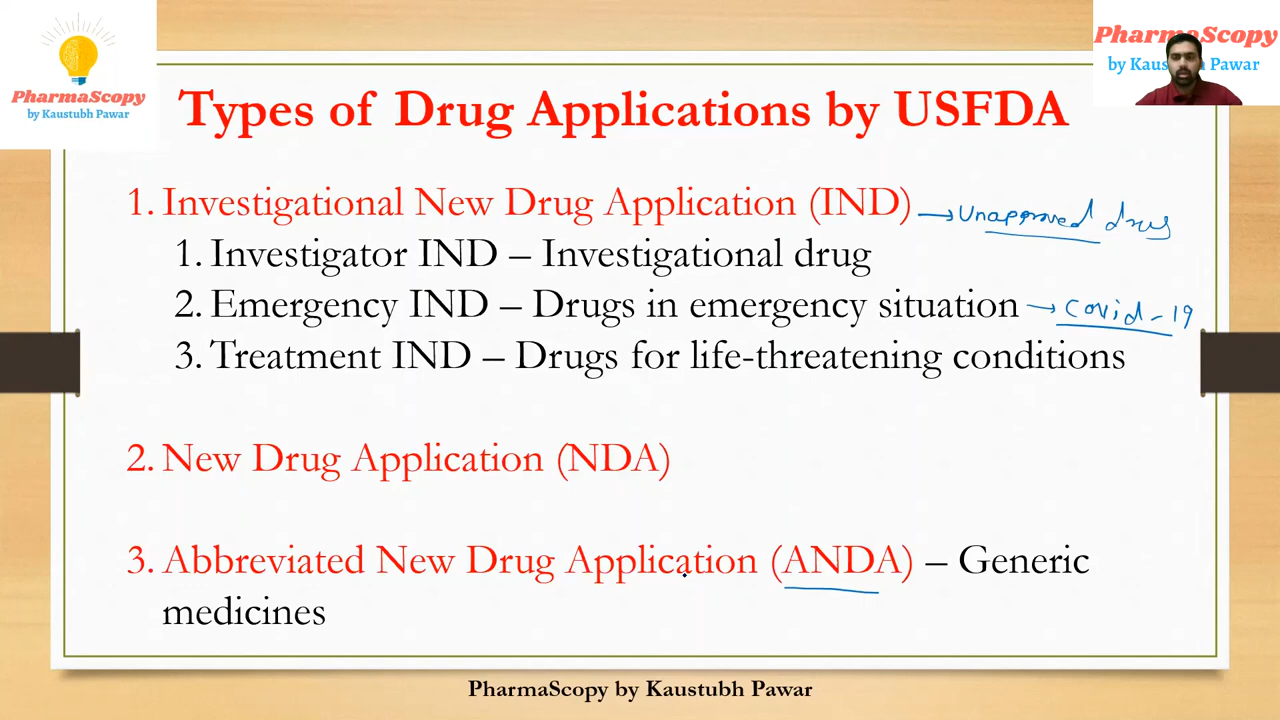 PharmaScopy
by Kaustubh Pawar
PharmaScopy
by Kaus h Pawar
Types of Drug Applications by USFDA
1. Investigational New Drug Application (IND) → Unapproved drug
1. Investigator IND – Investigational drug
2. Emergency IND – Drugs in emergency situation → Covid-19
3. Treatment IND – Drugs for life-threatening conditions
2. New Drug Application (NDA)
3. Abbreviated New Drug Application (ANDA) – Generic
medicines
PharmaScopy by Kaustubh Pawar